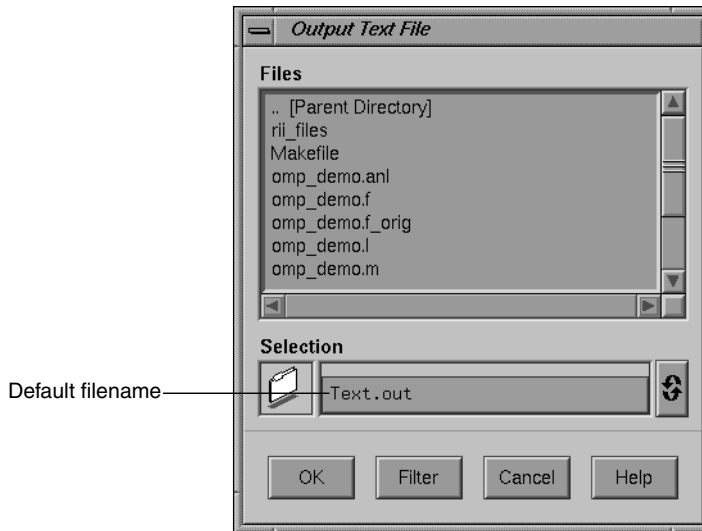 Output Text File
Files
.. [Parent Directory]
rii_files
Makefile
omp_demo.anl
omp_demo.f
omp_demo.f_orig
omp_demo.l
omp_demo.m
Selection
Default filename
Text.out
OK
Filter
Cancel
Help